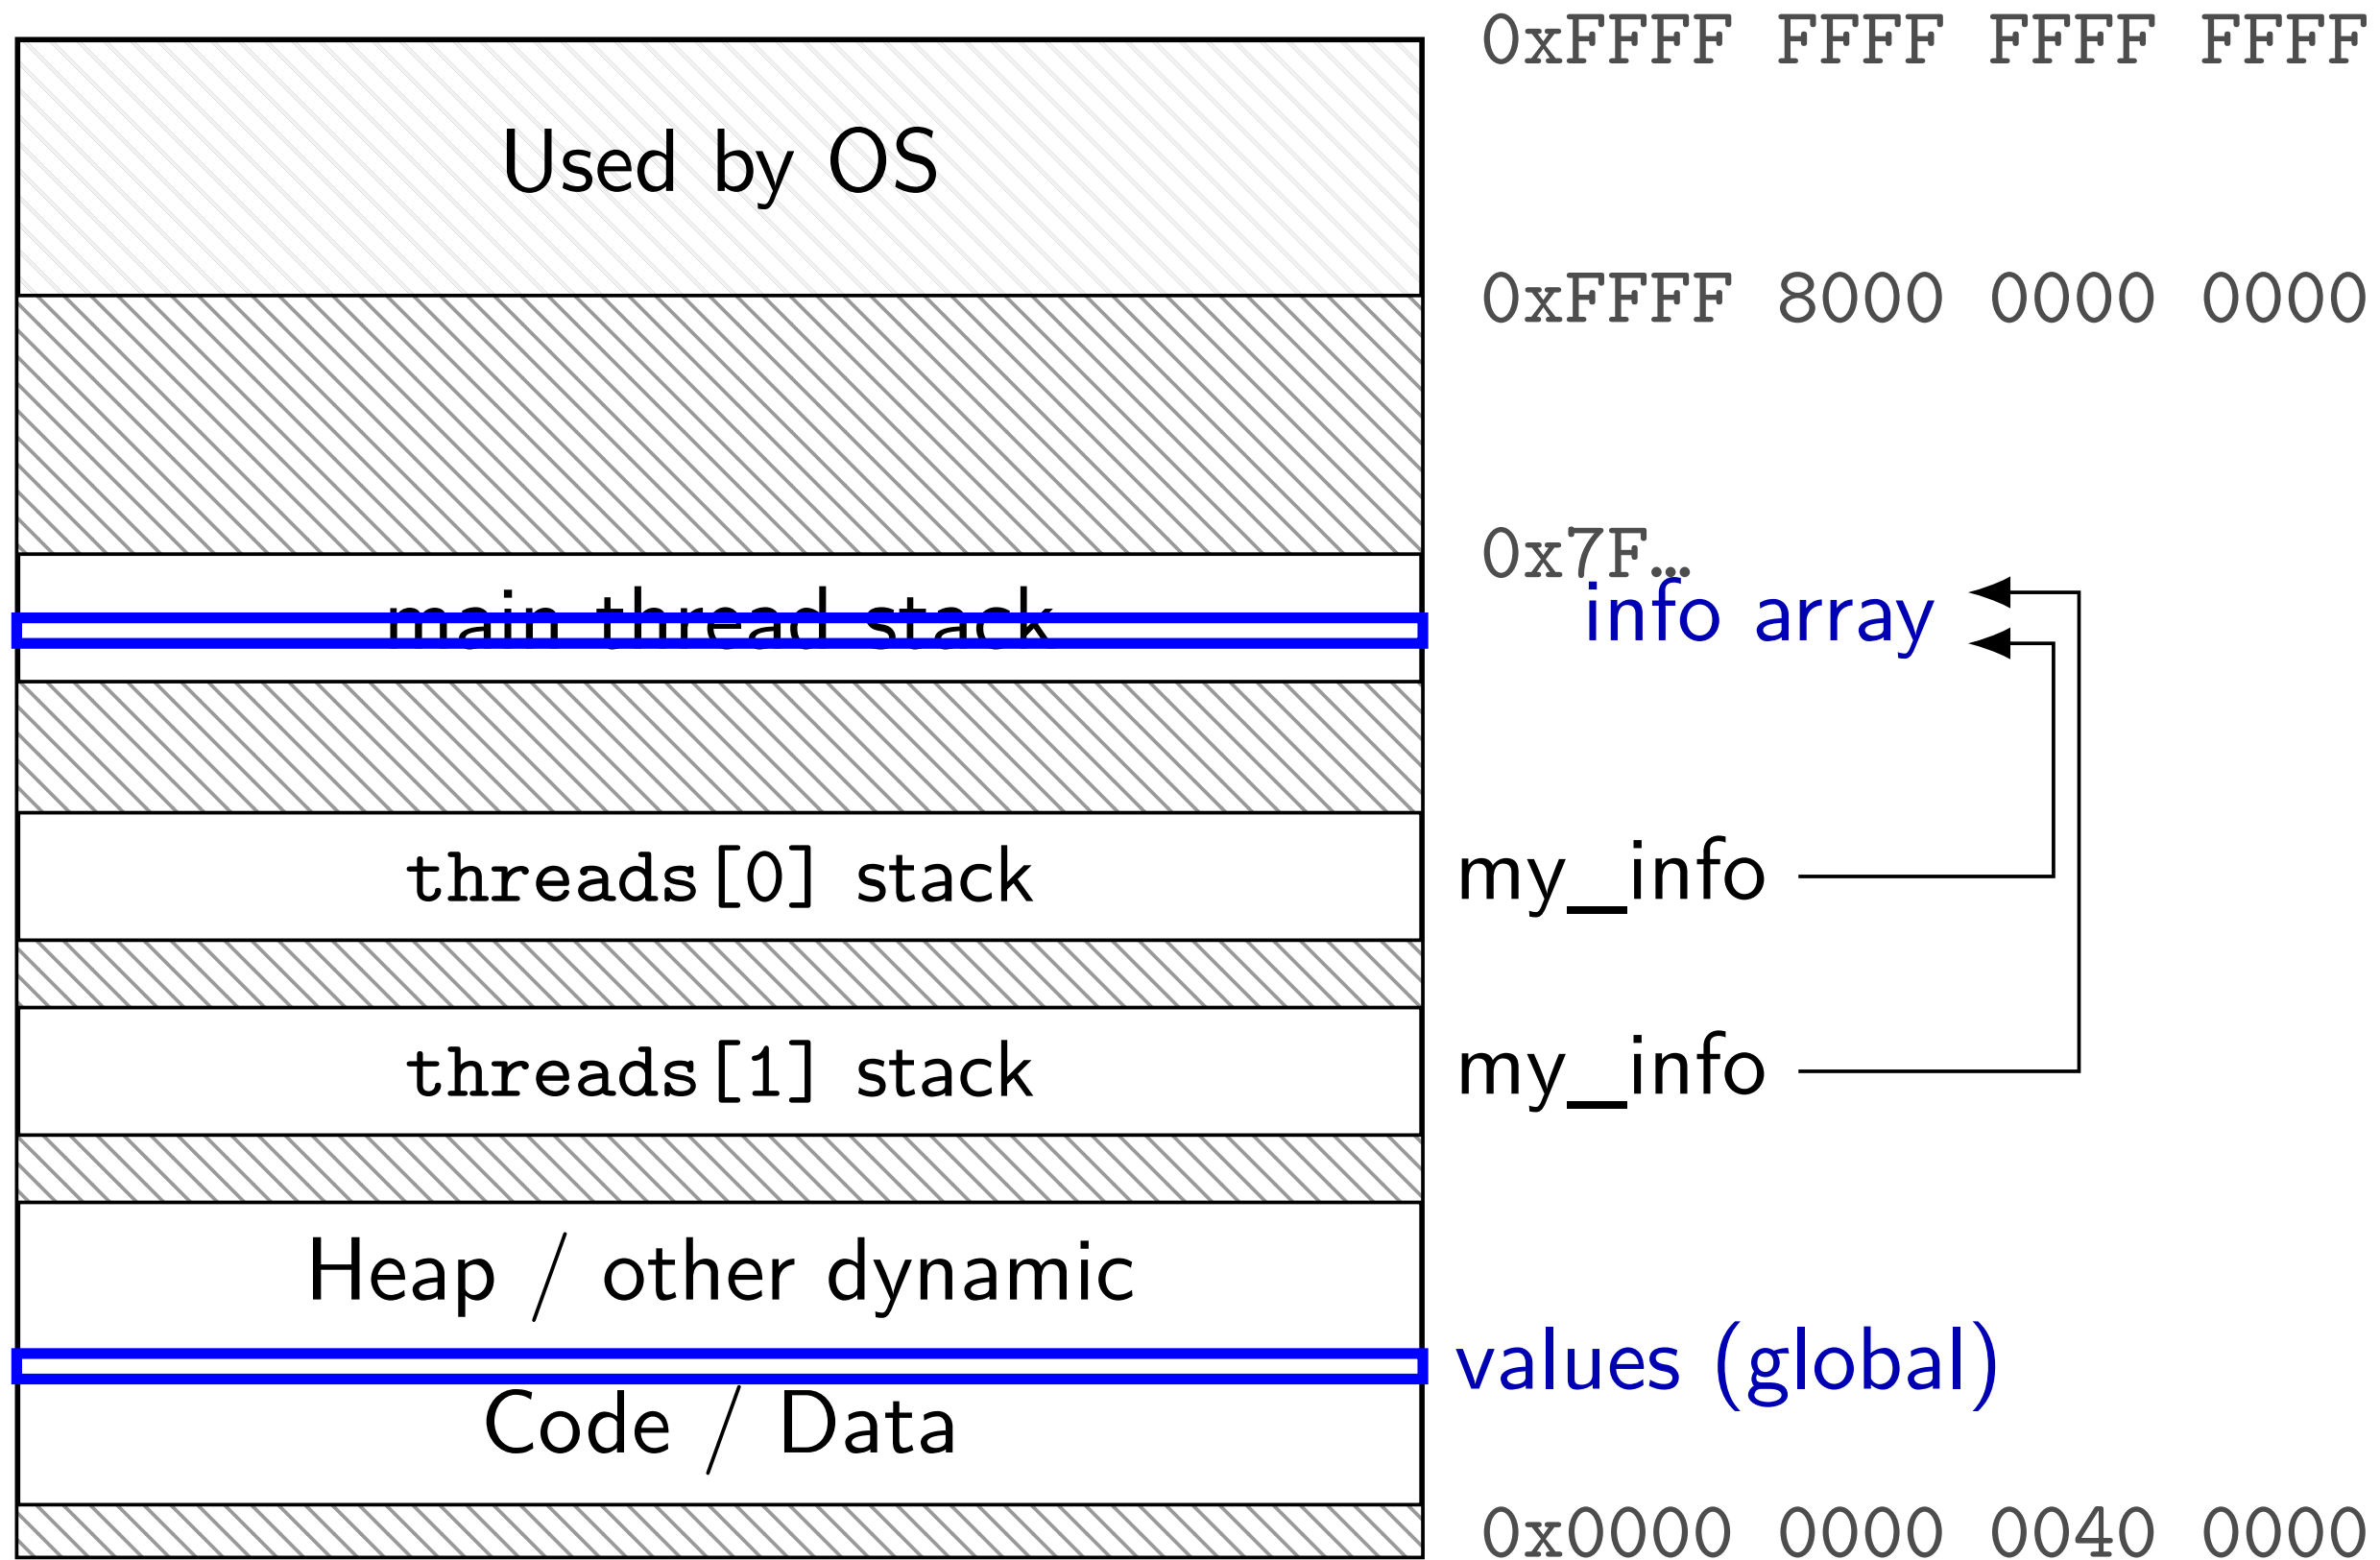 0xFFFF FFFF FFFF FFFF
Used by OS
0xFFFF 8000 0000 0000
0x7F…
main thread stack
info array
threads[0] stack
my_info
threads[1] stack
my_info
Heap / other dynamic
values (global)
Code / Data
0x0000 0000 0040 0000